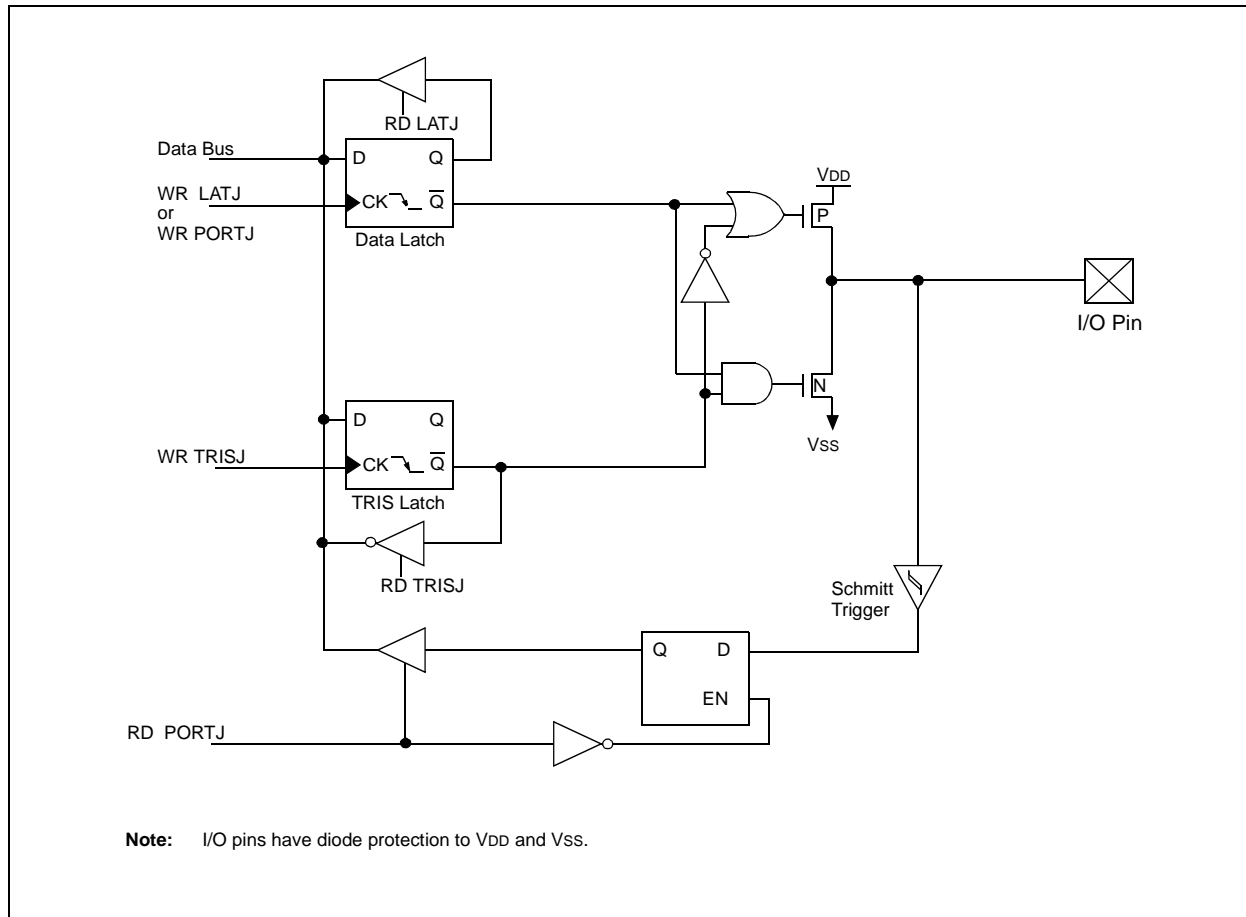 RD LATJ
Data Bus
D Q
WR LATJ
or
WR PORTJ
CK Q
Data Latch
VDD
P
I/O Pin
N
VSS
D Q
WR TRISJ
CK Q
TRIS Latch
RD TRISJ
Schmitt
Trigger
Q D
EN
RD PORTJ
Note: I/O pins have diode protection to VDD and VSS.